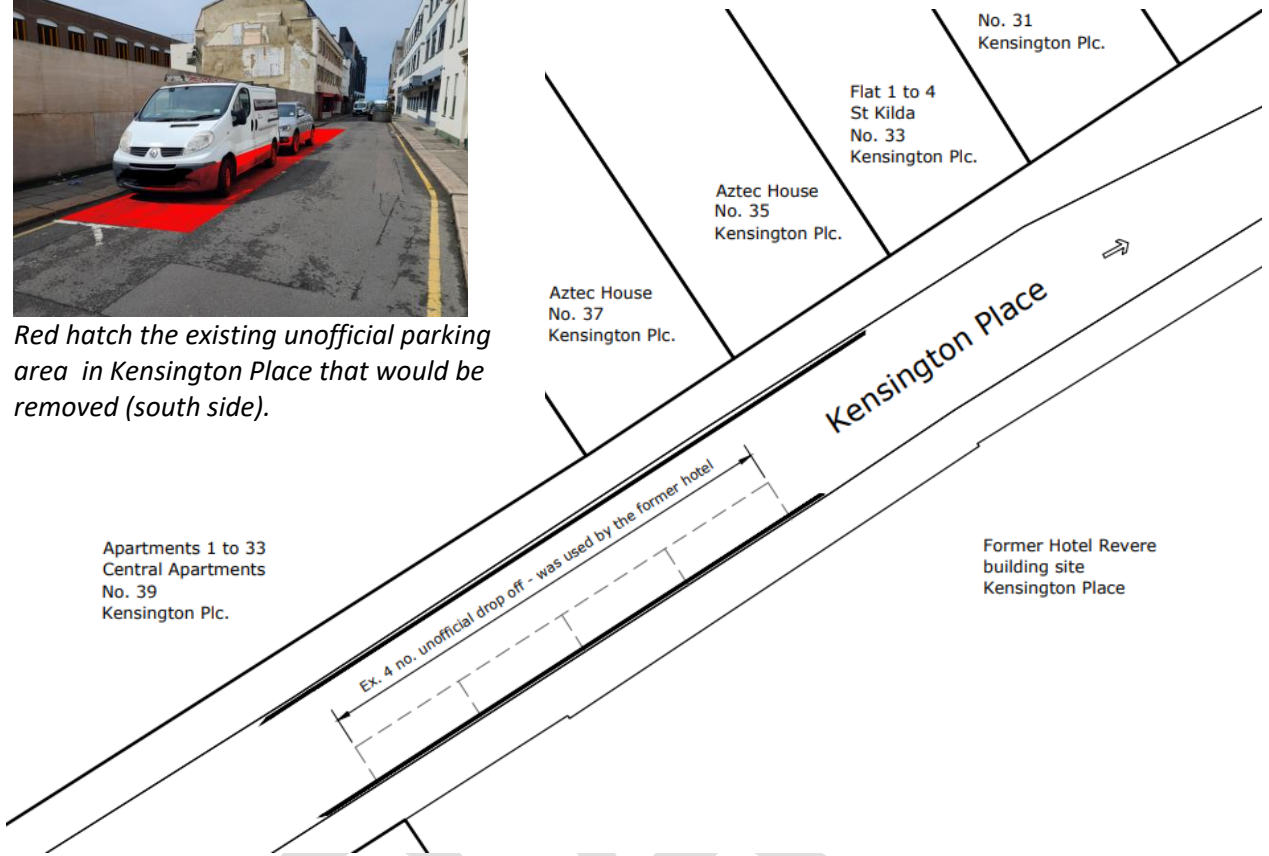 Red hatch the existing unofficial parking
area in Kensington Place that would be
removed (south side).
No. 31
Kensington Plc.
Flat 1 to 4
St Kilda
No. 33
Kensington Plc.
Aztec House
No. 35
Kensington Plc.
Aztec House
No. 37
Kensington Plc.
Kensington Place
Ex. 4 no. unofficial drop off - was used by the former hotel
Apartments 1 to 33
Central Apartments
No. 39
Kensington Plc.
Former Hotel Revere
building site
Kensington Place